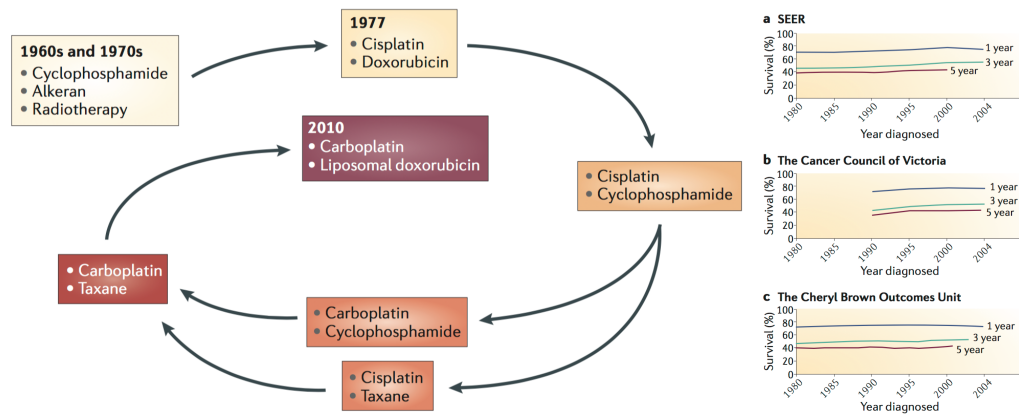 1960s and 1970s
• Cyclophosphamide
• Alkeran
• Radiotherapy
1977
• Cisplatin
• Doxorubicin
2010
• Carboplatin
• Liposomal doxorubicin
• Cisplatin
• Cyclophosphamide
• Carboplatin
• Taxane
• Carboplatin
• Cyclophosphamide
• Cisplatin
• Taxane
a SEER
Survival (%)
100
80
60
40
20
0
1 year
3 year
5 year
1980
1985
1990
1995
2000
2004
Year diagnosed
b The Cancer Council of Victoria
Survival (%)
100
80
60
40
20
0
1 year
3 year
5 year
1980
1985
1990
1995
2000
2004
Year diagnosed
c The Cheryl Brown Outcomes Unit
Survival (%)
100
80
60
40
20
0
1 year
3 year
5 year
1980
1985
1990
1995
2000
2004
Year diagnosed